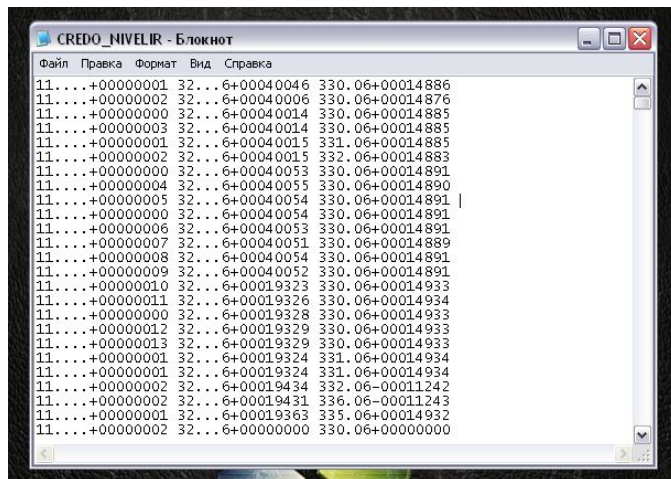 CREDO_NIVELIR - Блокнот
Файл Правка Формат Вид Справка
11....+00000001 32...6+00040046 330.06+00014886
11....+00000002 32...6+00040006 330.06+00014876
11....+00000000 32...6+00040014 330.06+00014885
11....+00000003 32...6+00040014 330.06+00014885
11....+00000001 32...6+00040015 331.06+00014885
11....+00000002 32...6+00040015 332.06+00014883
11....+00000000 32...6+00040053 330.06+00014891
11....+00000004 32...6+00040055 330.06+00014890
11....+00000005 32...6+00040054 330.06+00014891
11....+00000000 32...6+00040054 330.06+00014891
11....+00000006 32...6+00040053 330.06+00014891
11....+00000007 32...6+00040051 330.06+00014889
11....+00000008 32...6+00040054 330.06+00014891
11....+00000009 32...6+00040052 330.06+00014891
11....+00000010 32...6+00019323 330.06+00014933
11....+00000011 32...6+00019326 330.06+00014934
11....+00000000 32...6+00019328 330.06+00014933
11....+00000012 32...6+00019329 330.06+00014933
11....+00000013 32...6+00019329 330.06+00014933
11....+00000001 32...6+00019324 331.06+00014934
11....+00000001 32...6+00019324 331.06+00014934
11....+00000002 32...6+00019434 332.06-00011242
11....+00000002 32...6+00019431 336.06-00011243
11....+00000001 32...6+00019363 335.06+00014932
11....+00000002 32...6+00000000 330.06+00000000